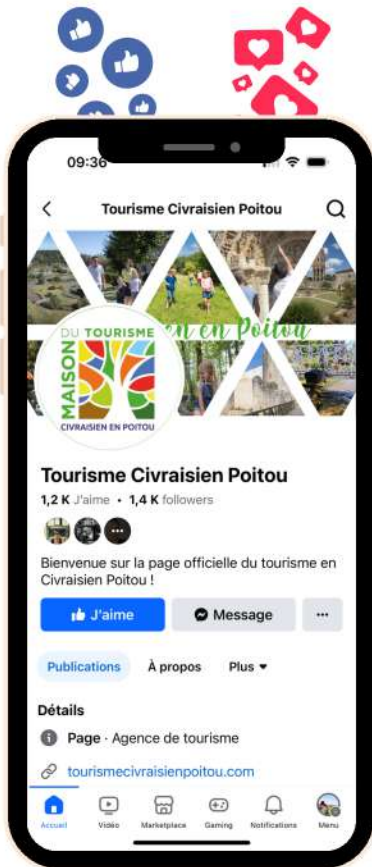 09:36
Tourisme Civraisien Poitou
en en Poitou
MAISON
DU TOURISME
CIVRAISIEN EN POITOU
Tourisme Civraisien Poitou
1,2 K J'aime • 1,4 K followers
Bienvenue sur la page officielle du tourisme en
Civraisien Poitou !
J'aime
Message
Publications
À propos
Plus
Détails
Page · Agence de tourisme
tourismecivraisienpoitou.com
Accueil
Vidéo
Marketplace
Gaming
Notifications
Menu